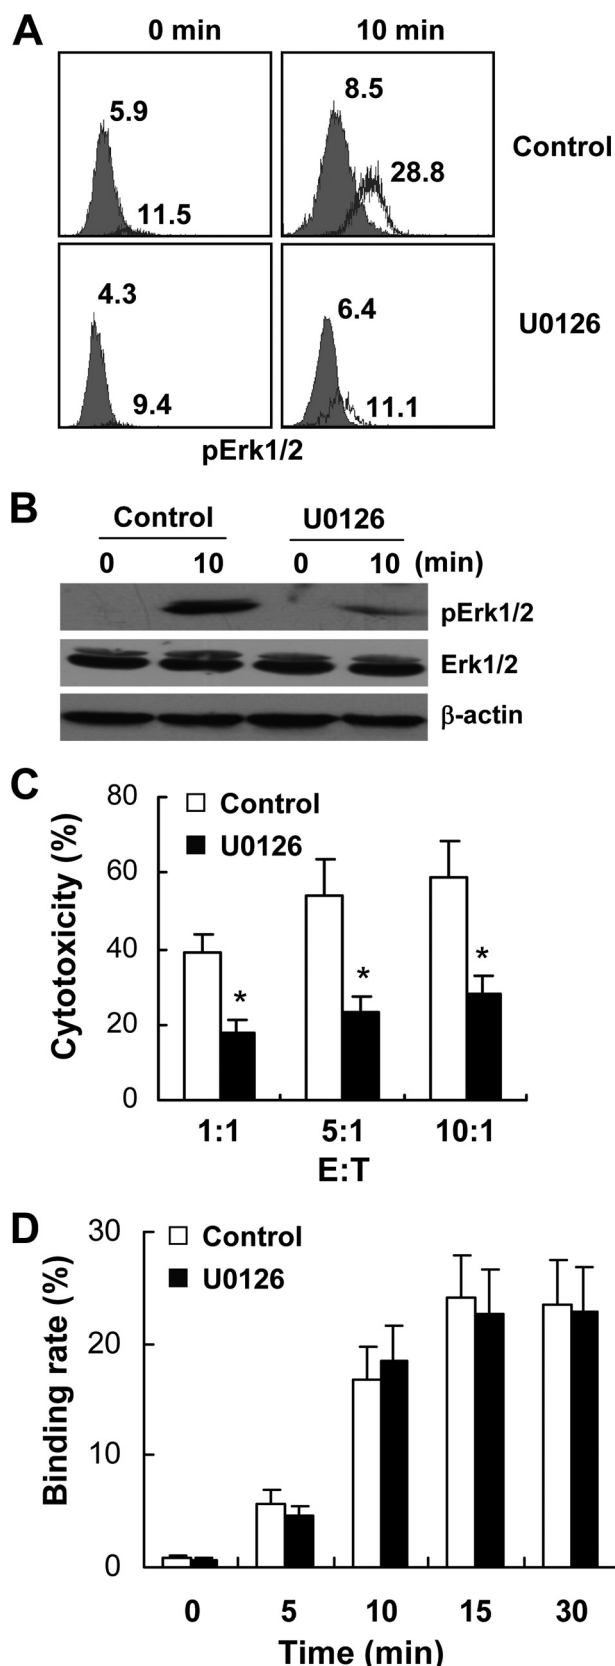 A
0 min 10 min
5.9
11.5
8.5
28.8
Control
4.3
9.4
6.4
11.1
U0126
pErk1/2
B
Control U0126
0 10 0 10 (min)
pErk1/2
Erk1/2
β-actin
C
Control
U0126
Cytotoxicity (%)
80
60
40
20
0
*
*
*
1:1 5:1 10:1
E:T
D
Control
U0126
Binding rate (%)
30
20
10
0
0 5 10 15 30
Time (min)